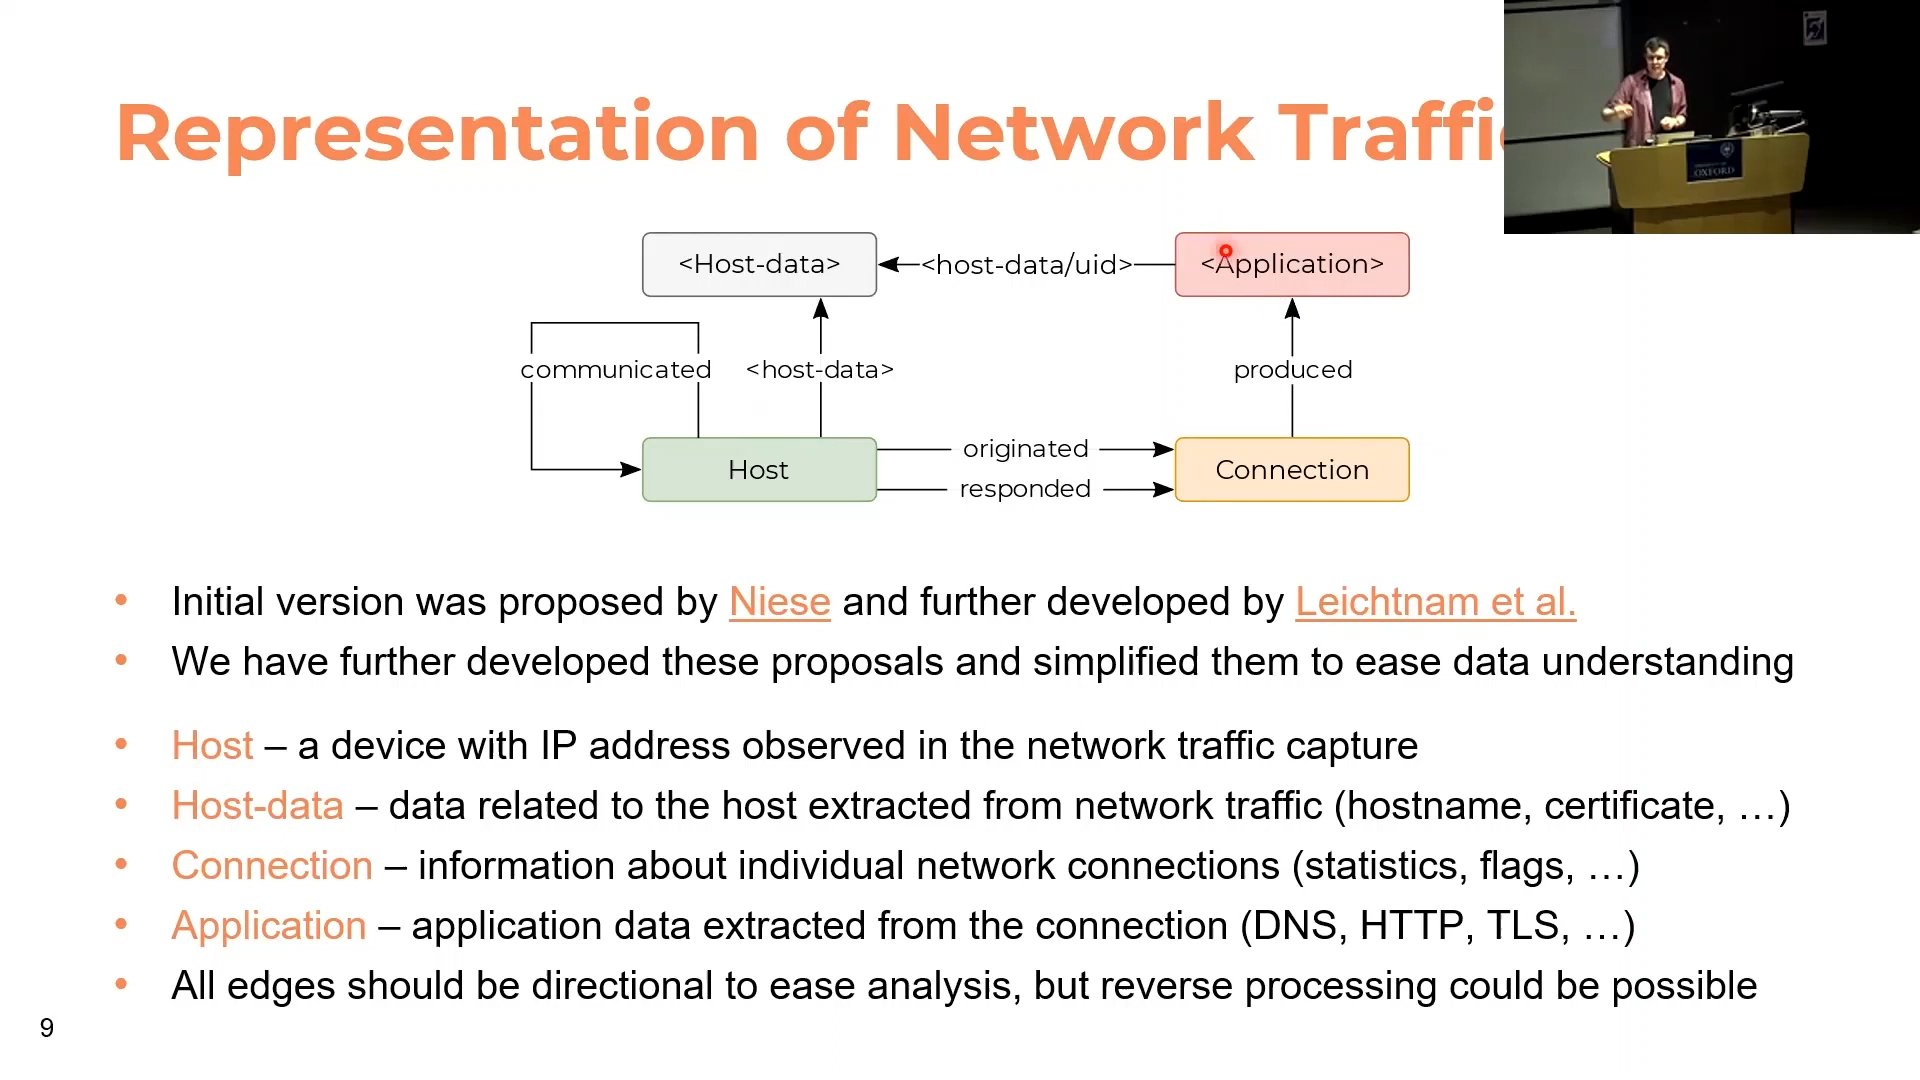 Representation of Network Traffic
<Host-data>
<host-data/uid>
<Application>
communicated
<host-data>
produced
originated
Host
Connection
responded
• Initial version was proposed by Niese and further developed by Leichtnam et al.
• We have further developed these proposals and simplified them to ease data understanding
• Host – a device with IP address observed in the network traffic capture
• Host-data – data related to the host extracted from network traffic (hostname, certificate, …)
• Connection – information about individual network connections (statistics, flags, …)
• Application – application data extracted from the connection (DNS, HTTP, TLS, …)
• All edges should be directional to ease analysis, but reverse processing could be possible
9
OXFORD